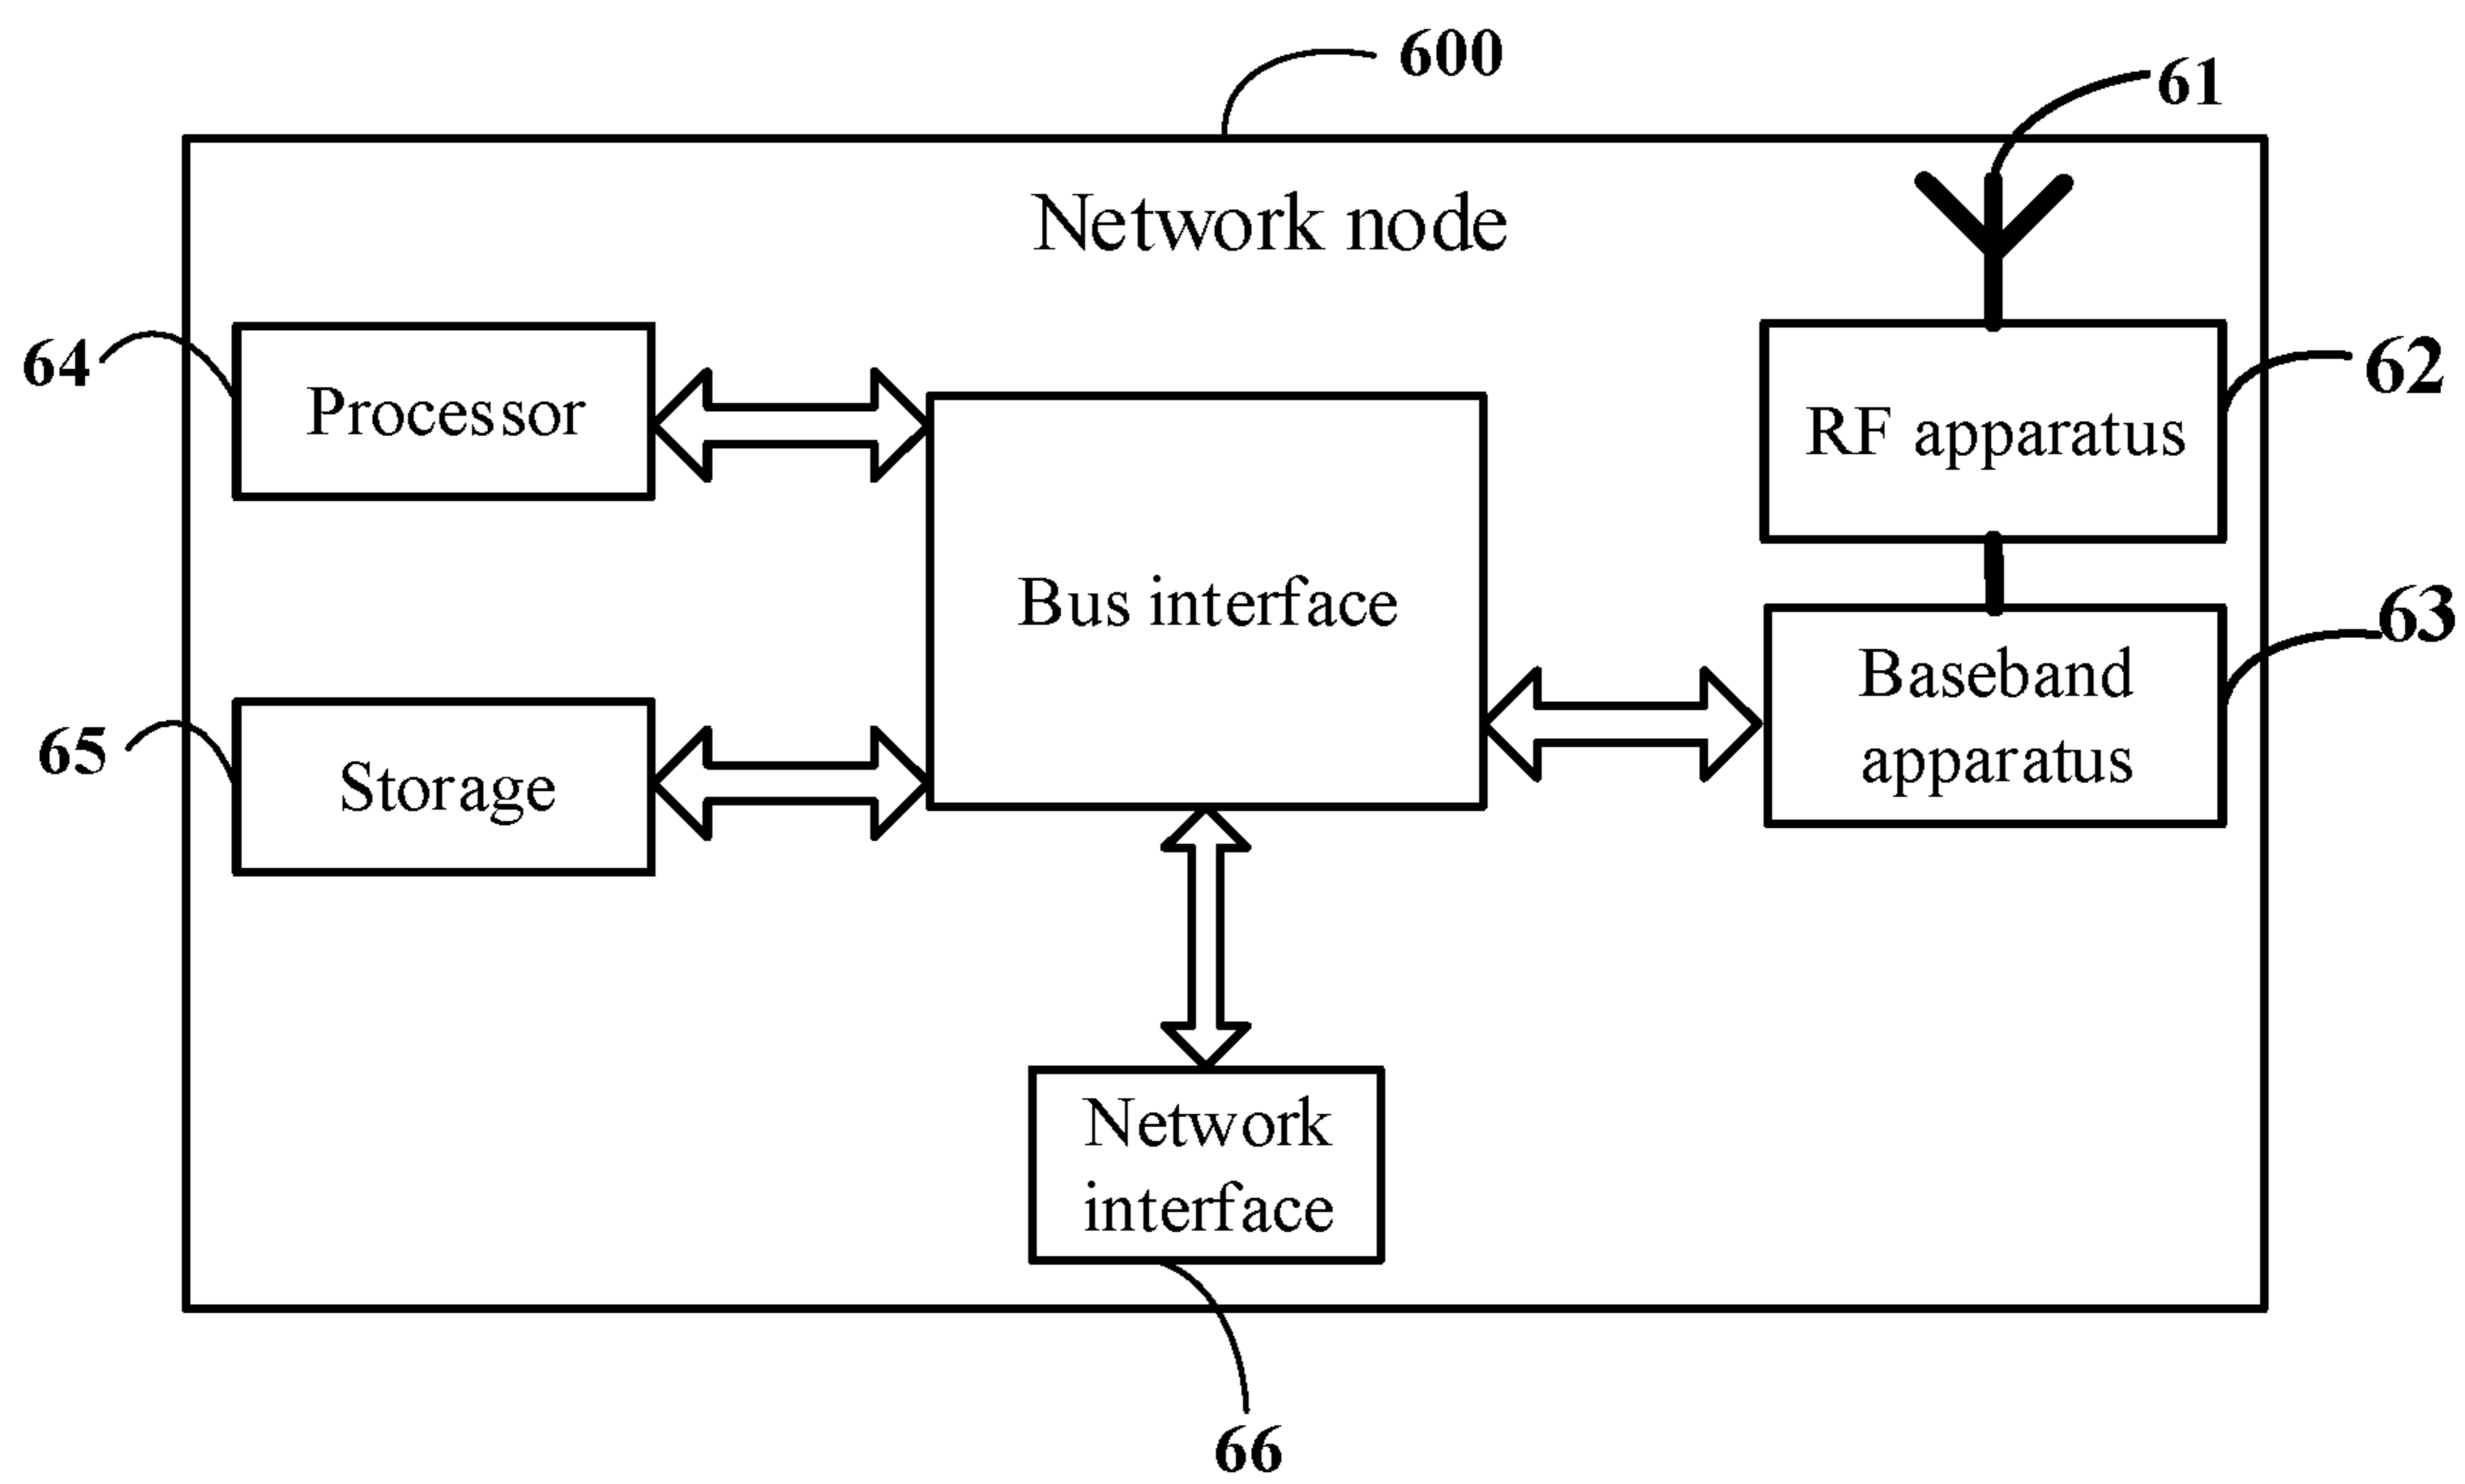 600
61
Network node
64
Processor
RF apparatus
62
Bus interface
63
Baseband
apparatus
65
Storage
Network
interface
66